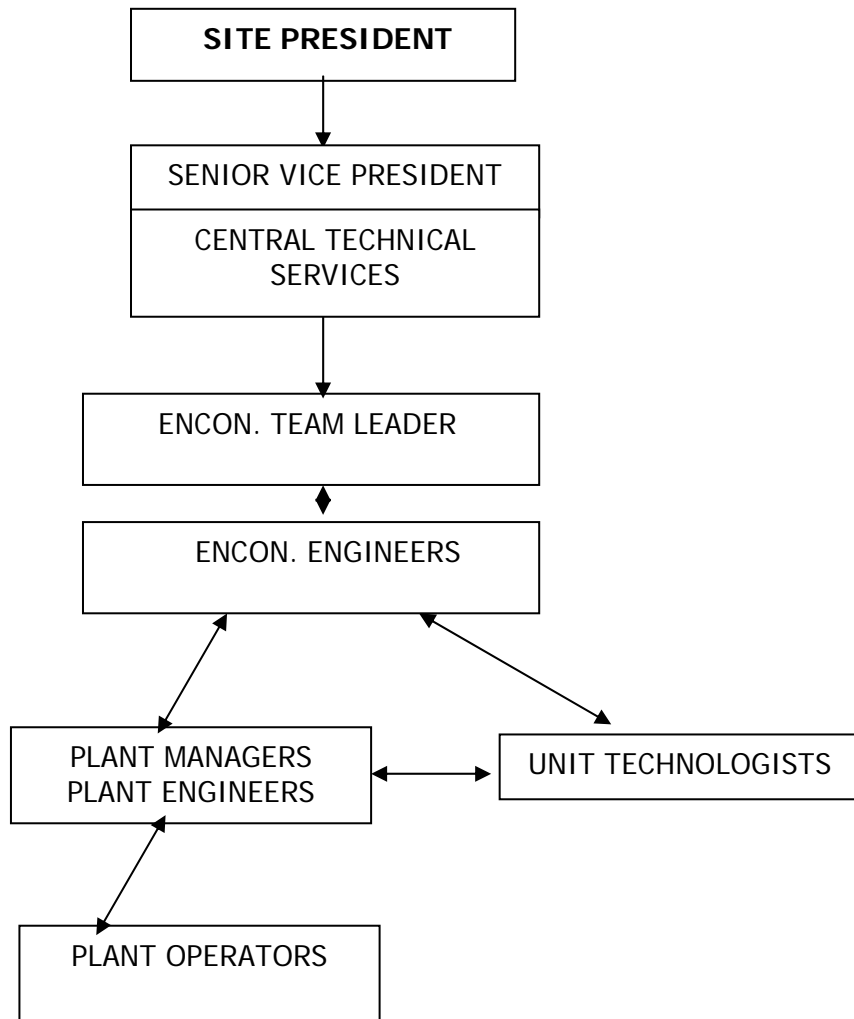 SITE PRESIDENT
SENIOR VICE PRESIDENT
CENTRAL TECHNICAL
SERVICES
ENCON. TEAM LEADER
ENCON. ENGINEERS
PLANT MANAGERS
PLANT ENGINEERS
UNIT TECHNOLOGISTS
PLANT OPERATORS